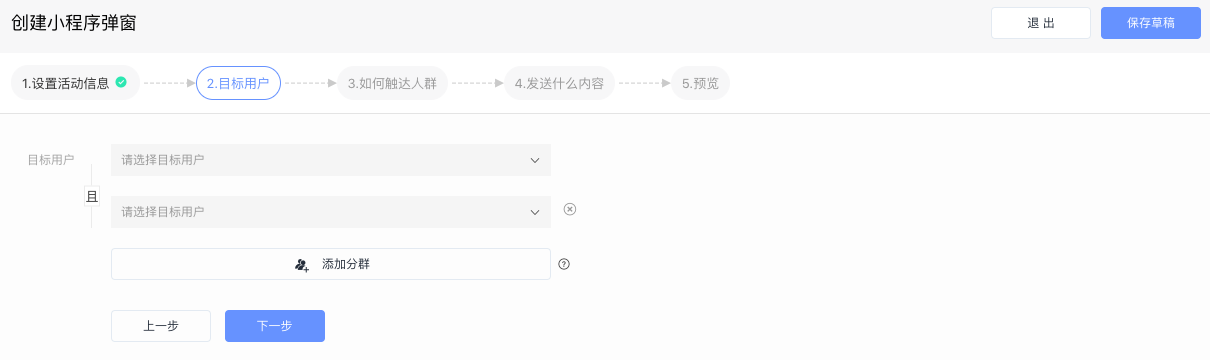 创建小程序弹窗
退 出
保存草稿
1.设置活动信息
2.目标用户
3.如何触达人群
4.发送什么内容
5.预览
目标用户
请选择目标用户
且
请选择目标用户
添加分群
上一步
下一步